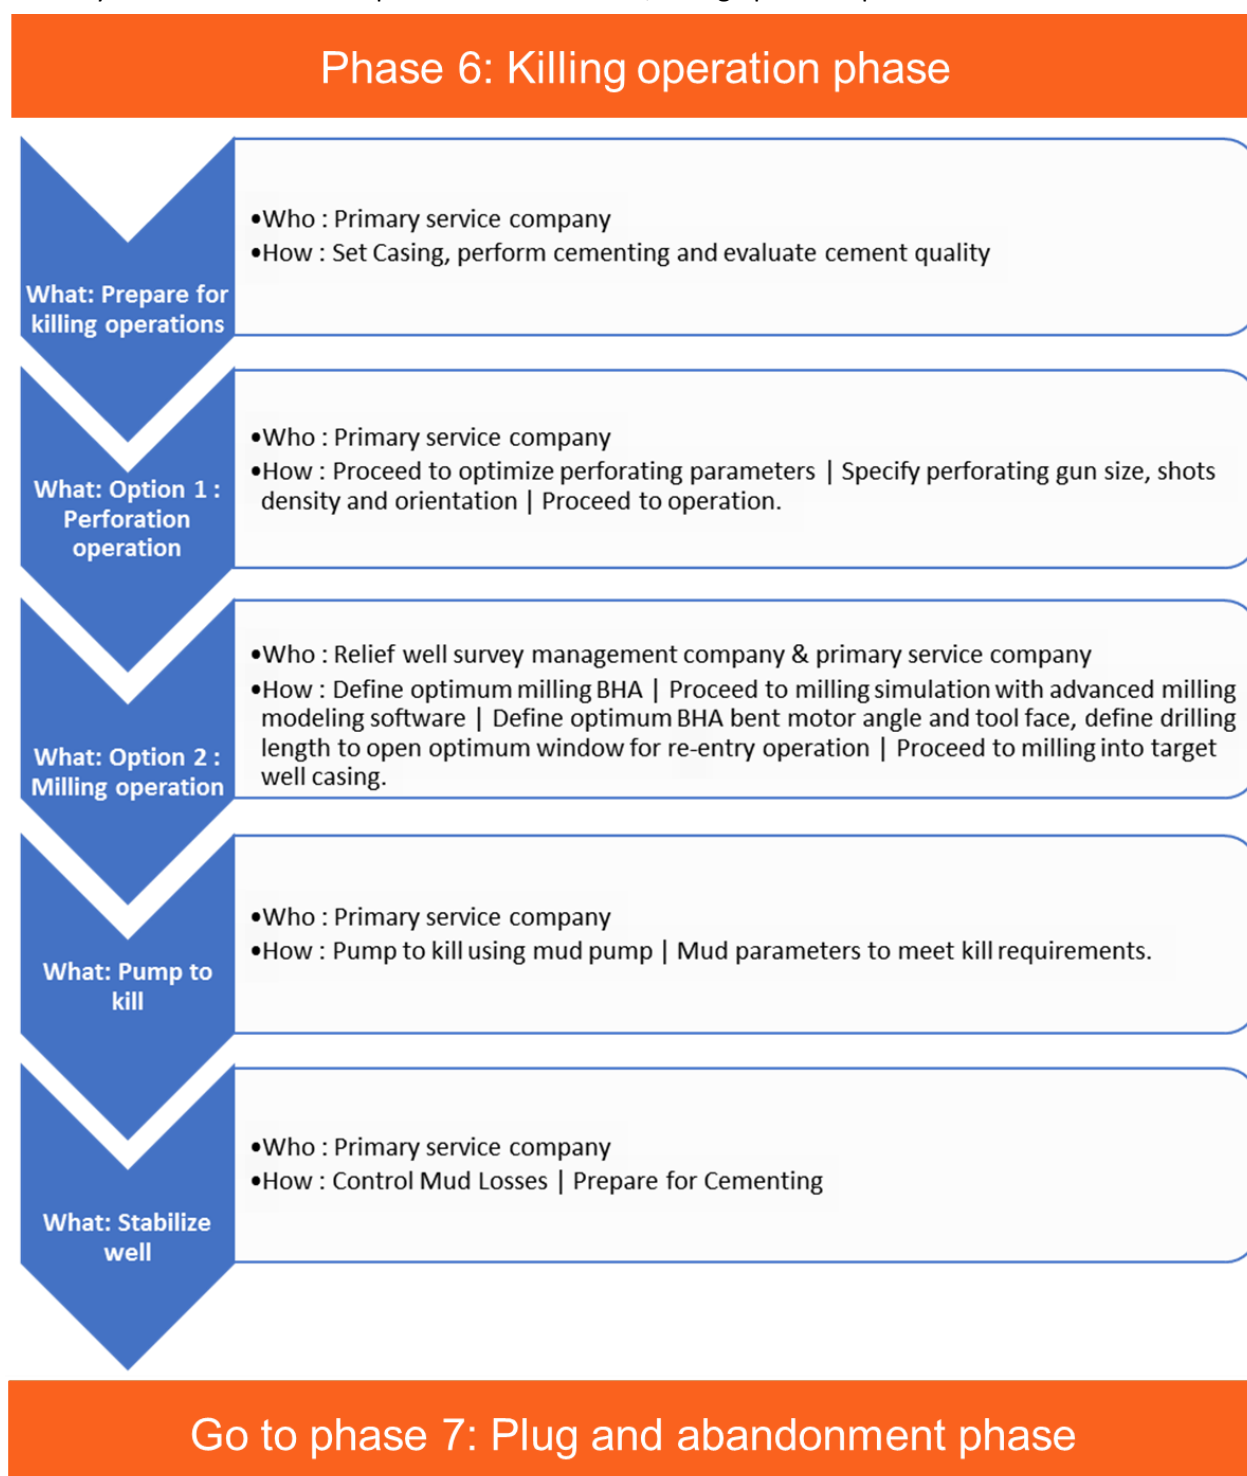 Phase 6: Killing operation phase
What: Prepare for
killing operations
•Who : Primary service company
•How : Set Casing, perform cementing and evaluate cement quality
What: Option 1 :
Perforation
operation
•Who : Primary service company
•How : Proceed to optimize perforating parameters | Specify perforating gun size, shots
density and orientation | Proceed to operation.
What: Option 2 :
Milling operation
•Who : Relief well survey management company & primary service company
•How : Define optimum milling BHA | Proceed to milling simulation with advanced milling
modeling software | Define optimum BHA bent motor angle and tool face, define drilling
length to open optimum window for re-entry operation | Proceed to milling into target
well casing.
What: Pump to
kill
•Who : Primary service company
•How : Pump to kill using mud pump | Mud parameters to meet kill requirements.
What: Stabilize
well
•Who : Primary service company
•How : Control Mud Losses | Prepare for Cementing
Go to phase 7: Plug and abandonment phase